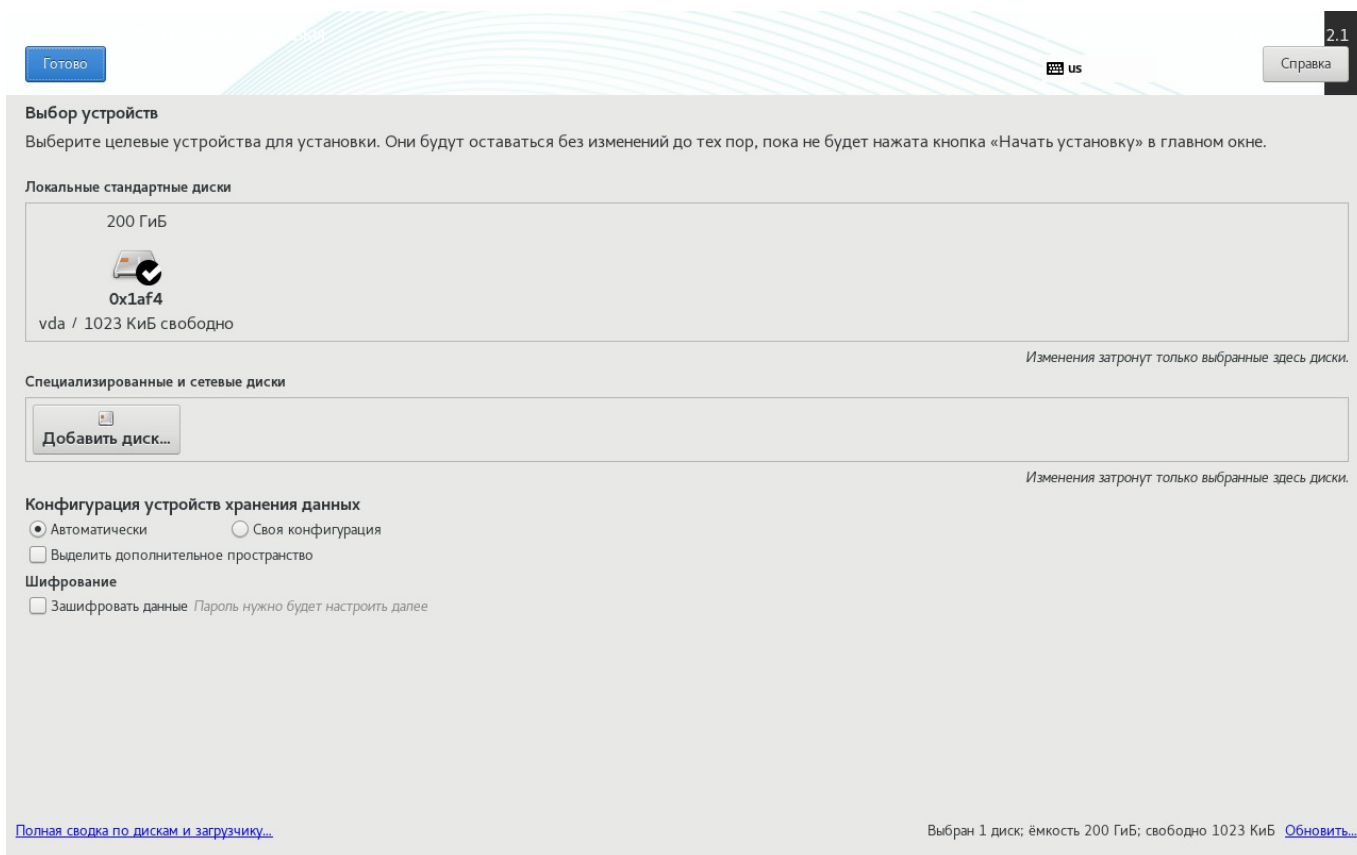 2.1
Готово
us
Справка
Выбор устройств
Выберите целевые устройства для установки. Они будут оставаться без изменений до тех пор, пока не будет нажата кнопка «Начать установку» в главном окне.
Локальные стандартные диски
200 ГиБ
0x1af4
vda / 1023 КиБ свободно
Изменения затронут только выбранные здесь диски.
Специализированные и сетевые диски
Добавить диск...
Изменения затронут только выбранные здесь диски.
Конфигурация устройств хранения данных
Автоматически Своя конфигурация
Выделить дополнительное пространство
Шифрование
Зашифровать данные Пароль нужно будет настроить далее
Полная сводка по дискам и загрузчику... Выбран 1 диск; ёмкость 200 ГиБ; свободно 1023 КиБ Обновить...